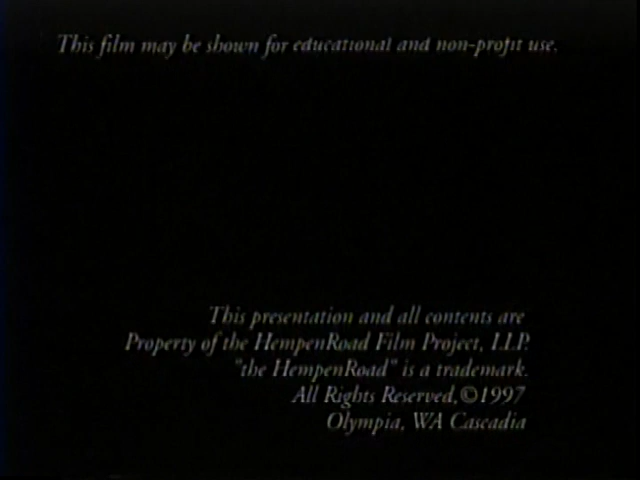 This film may be shown for educational and non-profit use.
This presentation and all contents are
Property of the HempenRoad Film Project, LLP.
"the HempenRoad" is a trademark.
All Rights Reserved,©1997
Olympia, WA Cascadia